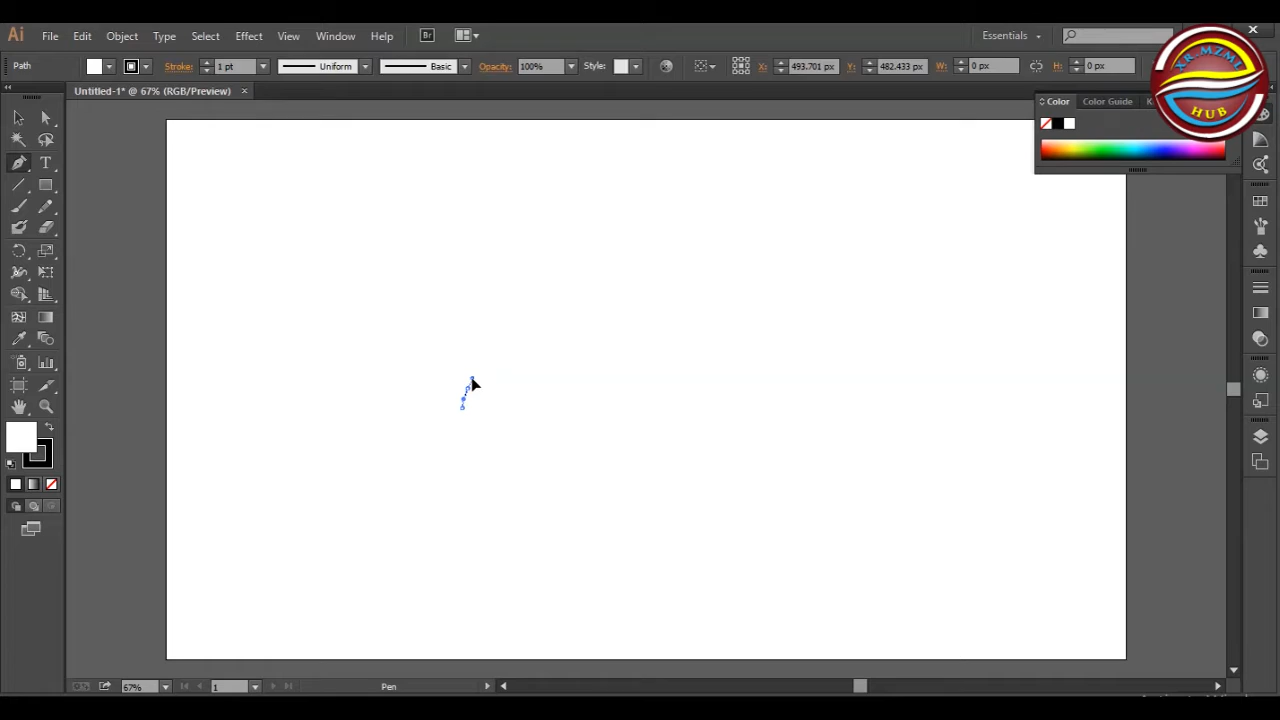 Ai File Edit Object Type Select Effect View Window Help Br Essentials
Path Stroke: 1 pt Uniform Basic Opacity: 100% Style: X: 493.701 px Y: 482.433 px W: 0 px H: 0 px
XR_MZML
HUB
Untitled-1* @ 67% (RGB/Preview) ×
Color Color Guide
T
67% 1 Pen